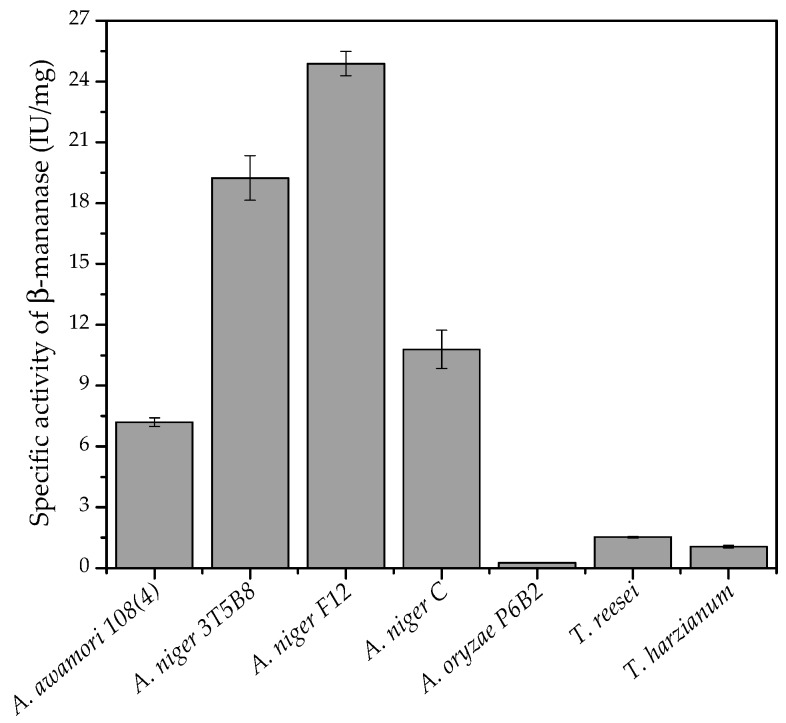 Specific activity of β-mananase (IU/mg)
27
24
21
18
15
12
9
6
3
0
A. awamori 108(4)
A. niger 3T5B8
A. niger F12
A. niger C
A. oryzae P6B2
T. reesei
T. harzianum